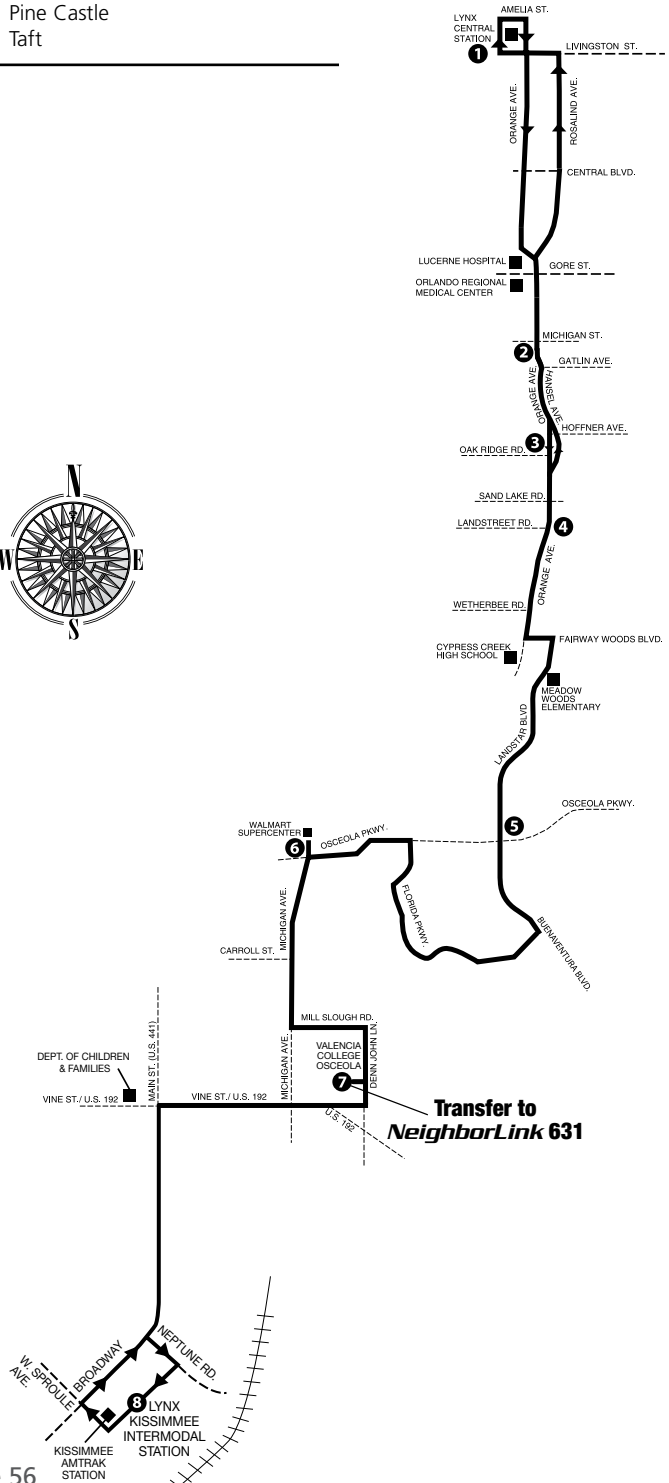 Pine Castle
Taft
AMELIA ST.
LYNX
CENTRAL
STATION
1
LIVINGSTON ST.
ORANGE AVE.
ROSALIND AVE.
CENTRAL BLVD.
LUCERNE HOSPITAL
GORE ST.
ORLANDO REGIONAL
MEDICAL CENTER
MICHIGAN ST.
2
GATLIN AVE.
ORANGE AVE.
HANSEL AVE.
HOFFNER AVE.
3
OAK RIDGE RD.
SAND LAKE RD.
LANDSTREET RD.
4
ORANGE AVE.
N
W
E
S
WETHERBEE RD.
FAIRWAY WOODS BLVD.
CYPRESS CREEK
HIGH SCHOOL
MEADOW
WOODS
ELEMENTARY
LANDSTAR BLVD
OSCEOLA PKWY.
5
WALMART
SUPERCENTER
6
OSCEOLA PKWY.
FLORIDA PKWY.
BUENAVENTURA BLVD.
MICHIGAN AVE.
CARROLL ST.
MILL SLOUGH RD.
VALENCIA
COLLEGE
OSCEOLA
7
DENN JOHN LN.
MICHIGAN AVE.
MAIN ST. (U.S. 441)
DEPT. OF CHILDREN
& FAMILIES
VINE ST./ U.S. 192
VINE ST./ U.S. 192
U.S. 192
Transfer to
NeighborLink 631
NEPTUNE RD.
BROADWAY
W. SPROULE
AVE.
8 LYNX
KISSIMMEE
INTERMODAL
STATION
KISSIMMEE
AMTRAK
STATION
56